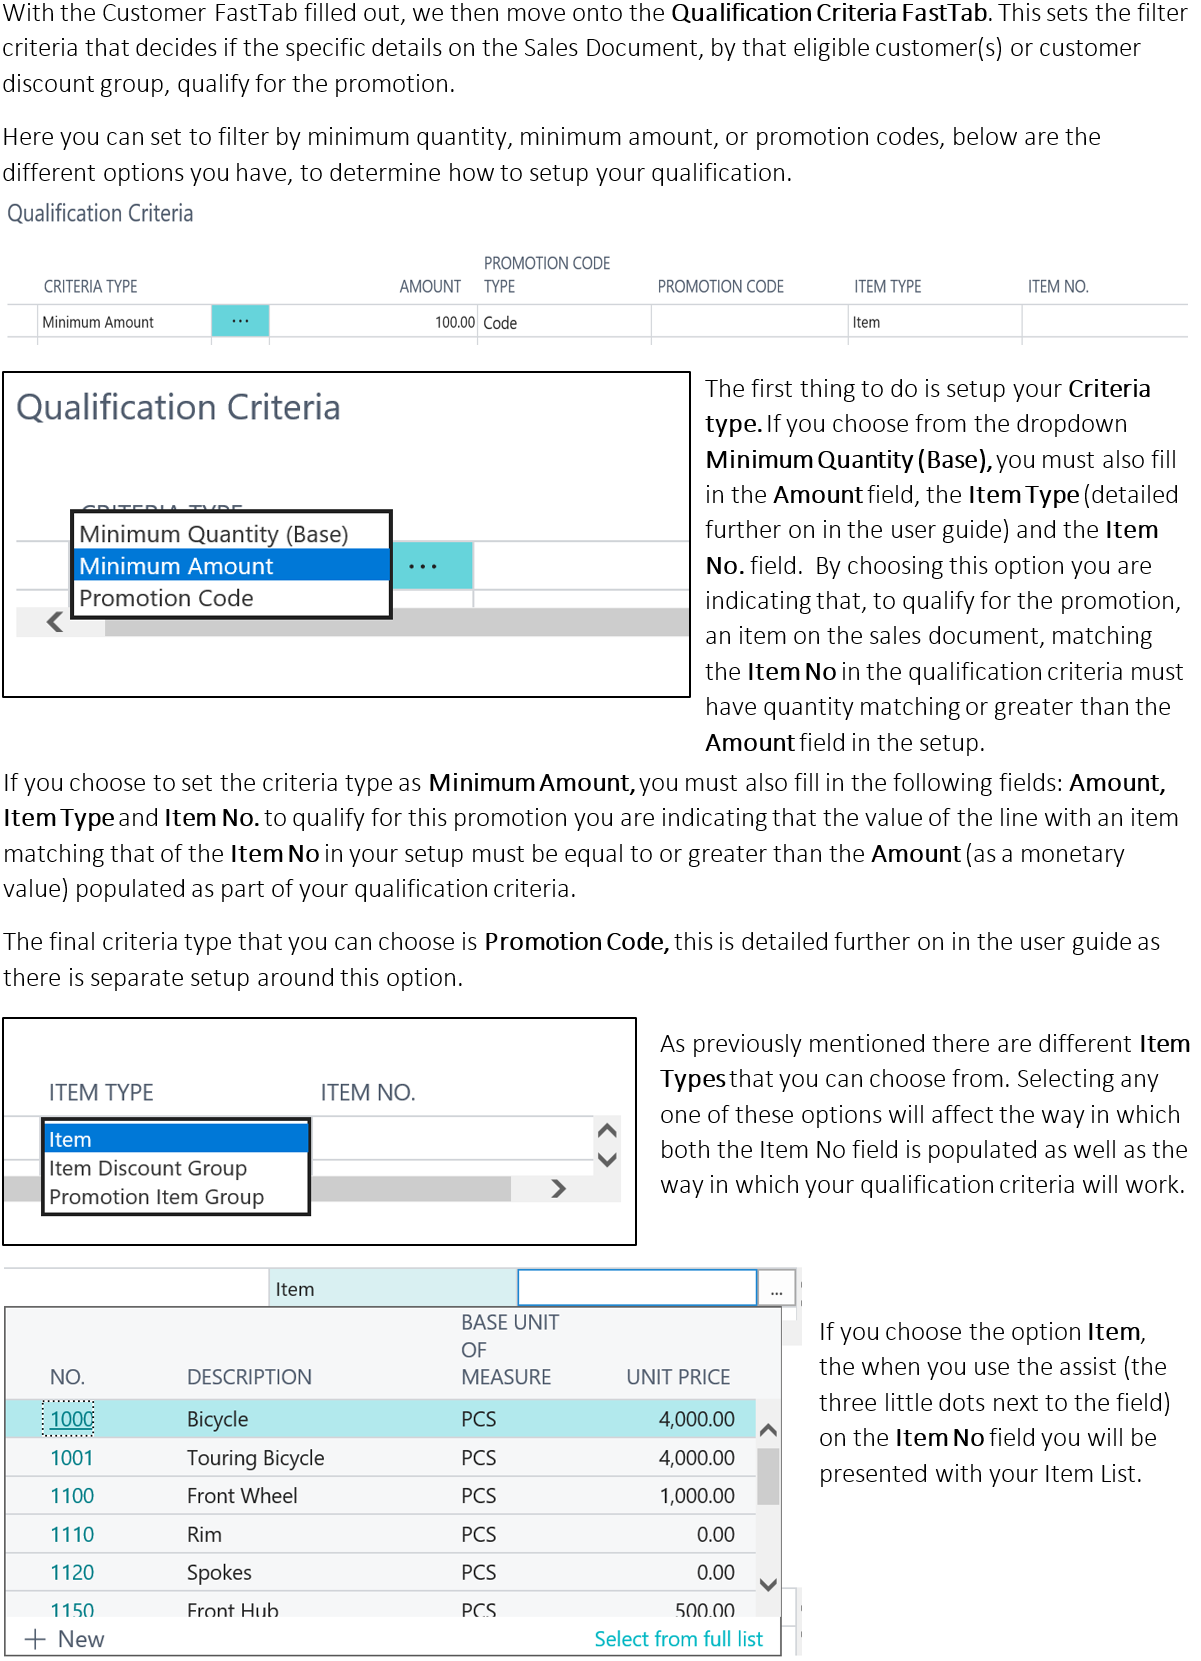 With the Customer FastTab filled out, we then move onto the Qualification Criteria FastTab. This sets the filter
criteria that decides if the specific details on the Sales Document, by that eligible customer(s) or customer
discount group, qualify for the promotion.
Here you can set to filter by minimum quantity, minimum amount, or promotion codes, below are the
different options you have, to determine how to setup your qualification.
Qualification Criteria
CRITERIA TYPE AMOUNT PROMOTION CODE TYPE PROMOTION CODE ITEM TYPE ITEM NO.
Minimum Amount ... 100.00 Code Item
Qualification Criteria
CRITERIA TYPE
Minimum Quantity (Base)
Minimum Amount ...
Promotion Code
The first thing to do is setup your Criteria
type. If you choose from the dropdown
Minimum Quantity (Base), you must also fill
in the Amount field, the Item Type (detailed
further on in the user guide) and the Item
No. field. By choosing this option you are
indicating that, to qualify for the promotion,
an item on the sales document, matching
the Item No in the qualification criteria must
have quantity matching or greater than the
Amount field in the setup.
If you choose to set the criteria type as Minimum Amount, you must also fill in the following fields: Amount,
Item Type and Item No. to qualify for this promotion you are indicating that the value of the line with an item
matching that of the Item No in your setup must be equal to or greater than the Amount (as a monetary
value) populated as part of your qualification criteria.
The final criteria type that you can choose is Promotion Code, this is detailed further on in the user guide as
there is separate setup around this option.
ITEM TYPE ITEM NO.
Item
Item Discount Group
Promotion Item Group
As previously mentioned there are different Item
Types that you can choose from. Selecting any
one of these options will affect the way in which
both the Item No field is populated as well as the
way in which your qualification criteria will work.
Item ...
NO. DESCRIPTION BASE UNIT OF MEASURE UNIT PRICE
1000 Bicycle PCS 4,000.00
1001 Touring Bicycle PCS 4,000.00
1100 Front Wheel PCS 1,000.00
1110 Rim PCS 0.00
1120 Spokes PCS 0.00
1150 Front Hub PCS 500.00
+ New Select from full list
If you choose the option Item,
the when you use the assist (the
three little dots next to the field)
on the Item No field you will be
presented with your Item List.